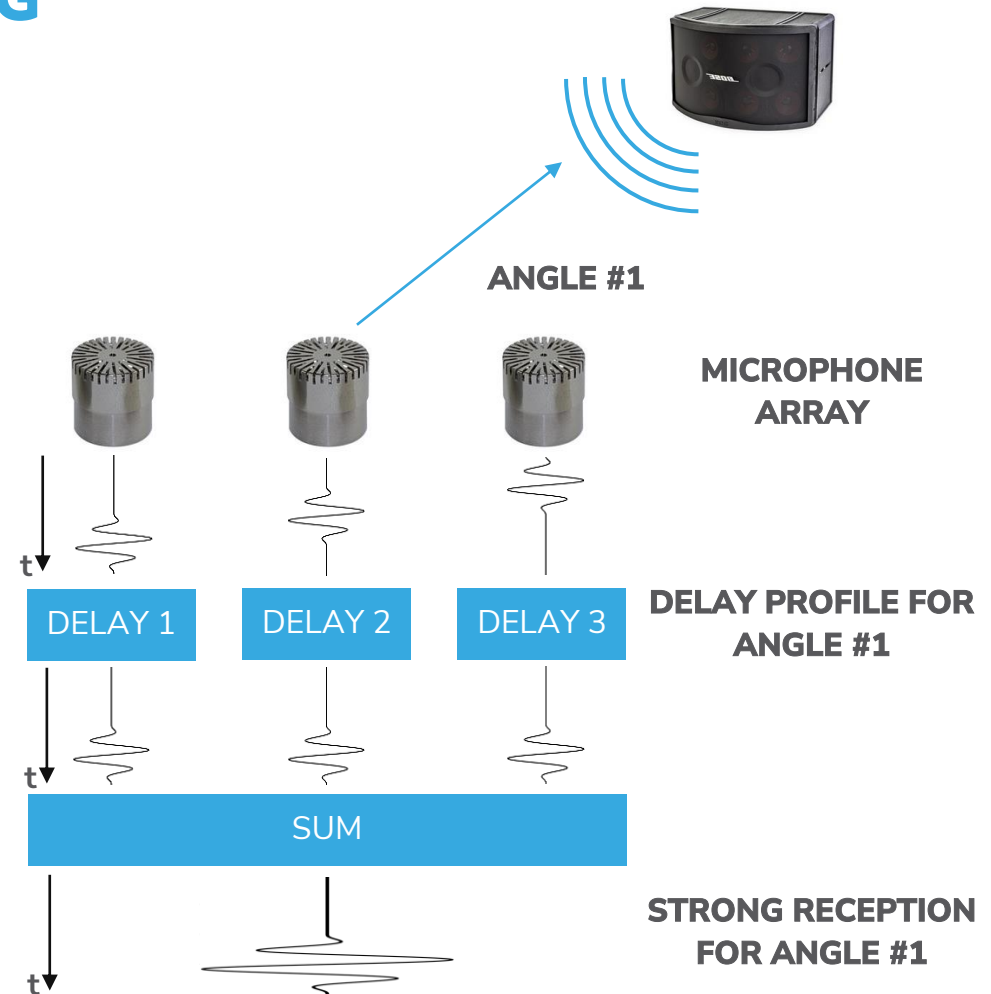 G
BOSE
ANGLE #1
MICROPHONE
ARRAY
t
DELAY 1
DELAY 2
DELAY 3
DELAY PROFILE FOR
ANGLE #1
t
SUM
STRONG RECEPTION
FOR ANGLE #1
t